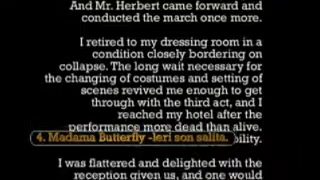 And Mr. Herbert came forward and
conducted the march once more.
I retired to my dressing room in a
condition closely bordering on
collapse. The long wait necessary for
the changing of costumes and setting of
scenes revived me enough to get
through with the third act, and I
reached my hotel after the
performance more dead than alive.
4. Madama Butterfly -Ieri son salita.
bility.
I was flattered and delighted with the
reception given us, and one would